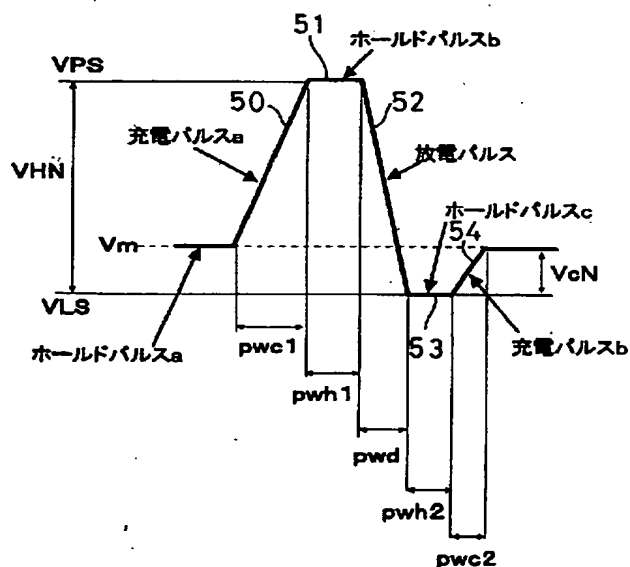 51
ホールドパルスb
VPS
50
52
充電パルスa
放電パルス
VHN
ホールドパルスc
54
Vm
VcN
VLS
53
ホールドパルスa
pwc1
充電パルスb
pwh1
pwd
pwh2
pwc2